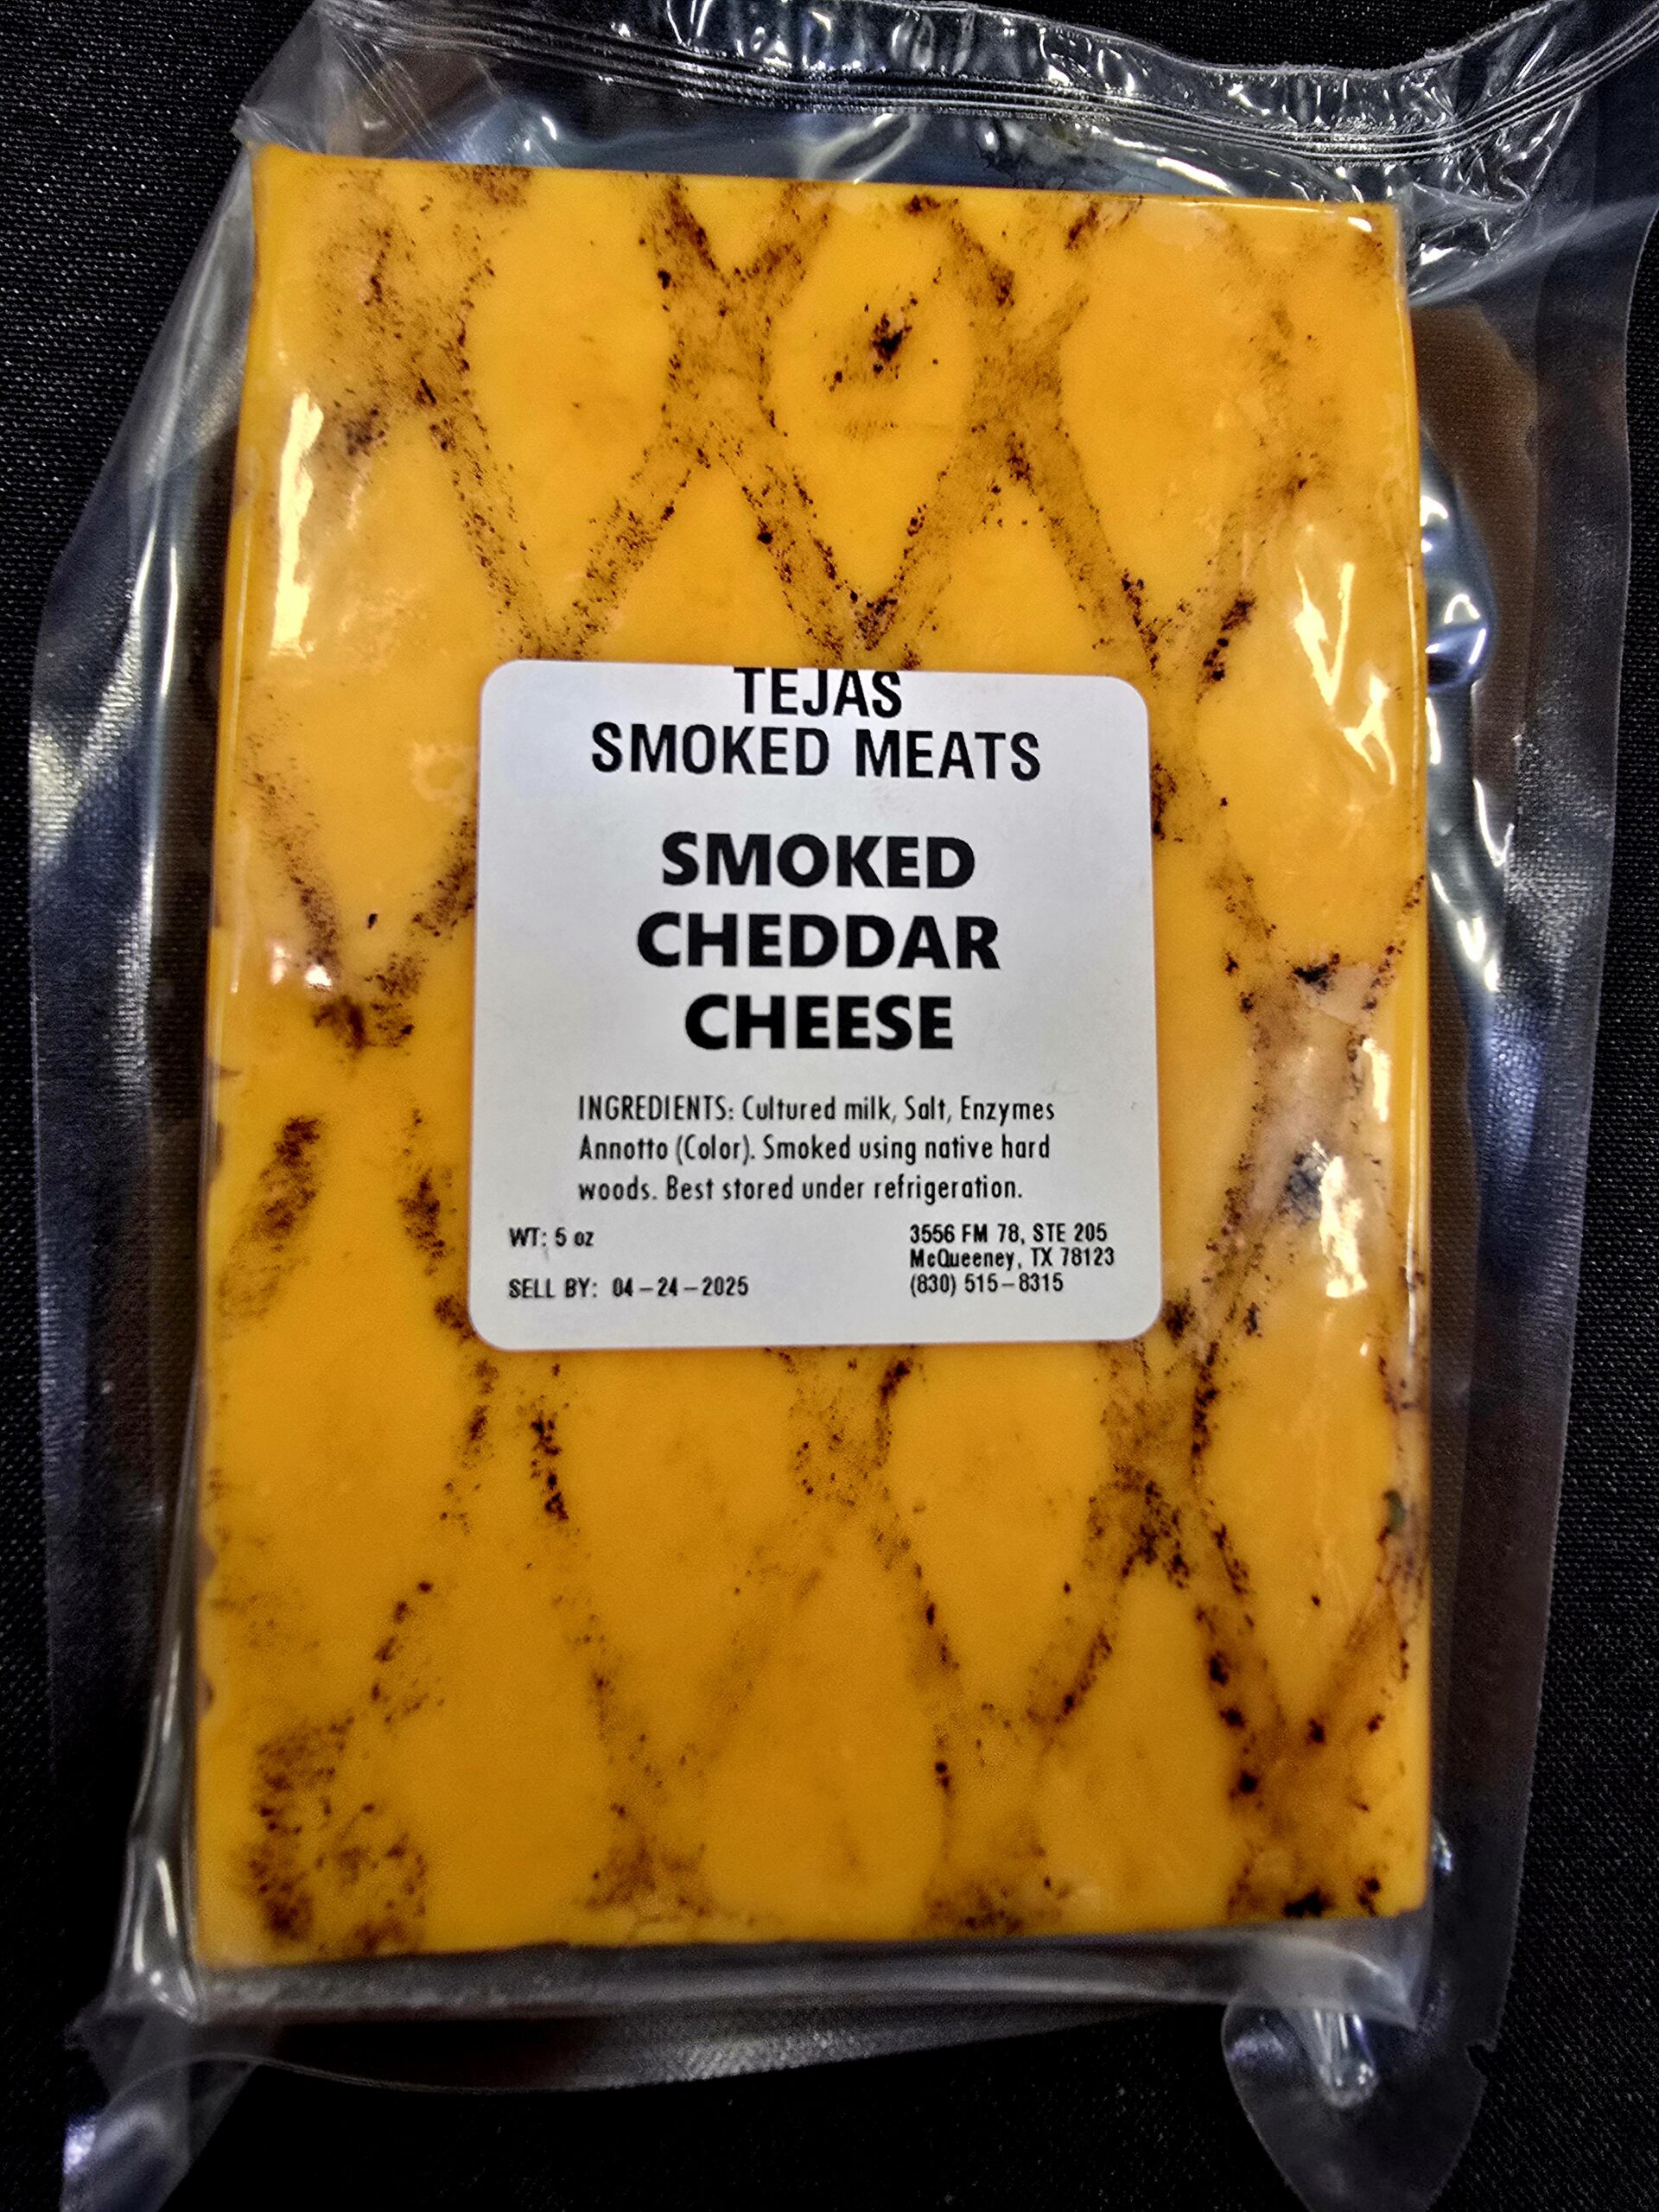 TEJAS
SMOKED MEATS
SMOKED
CHEDDAR
CHEESE
INGREDIENTS: Cultured milk, Salt, Enzymes
Annotto (Color). Smoked using native hard
woods. Best stored under refrigeration.
WT: 5 oz
SELL BY: 04-24-2025
3556 FM 78, STE 205
McQueeney, TX 78123
(830) 515-8315